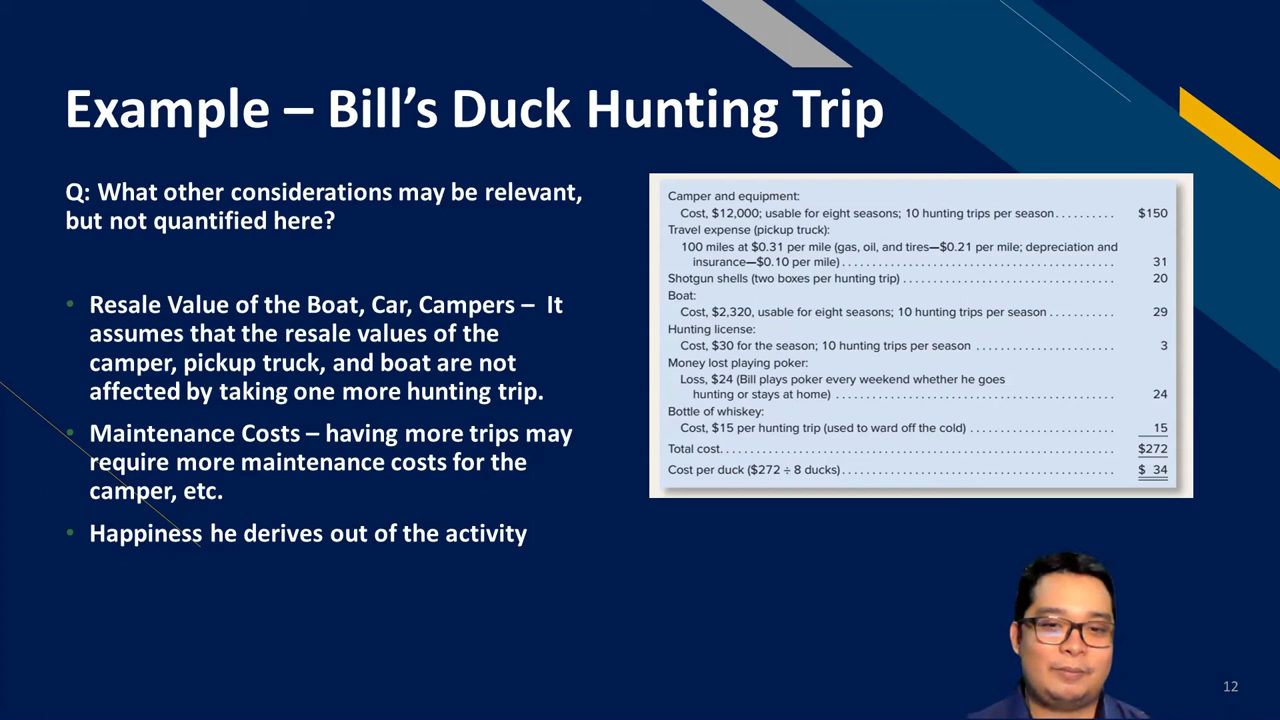 Example – Bill’s Duck Hunting Trip
Q: What other considerations may be relevant,
but not quantified here?
• Resale Value of the Boat, Car, Campers – It
assumes that the resale values of the
camper, pickup truck, and boat are not
affected by taking one more hunting trip.
• Maintenance Costs – having more trips may
require more maintenance costs for the
camper, etc.
• Happiness he derives out of the activity
Camper and equipment:
Cost, $12,000; usable for eight seasons; 10 hunting trips per season.......... $150
Travel expense (pickup truck):
100 miles at $0.31 per mile (gas, oil, and tires—$0.21 per mile; depreciation and
insurance—$0.10 per mile)............................................ 31
Shotgun shells (two boxes per hunting trip)................................... 20
Boat:
Cost, $2,320, usable for eight seasons; 10 hunting trips per season........... 29
Hunting license:
Cost, $30 for the season; 10 hunting trips per season ....................... 3
Money lost playing poker:
Loss, $24 (Bill plays poker every weekend whether he goes
hunting or stays at home) ............................................ 24
Bottle of whiskey:
Cost, $15 per hunting trip (used to ward off the cold) ........................ 15
Total cost................................................................ $272
Cost per duck ($272 ÷ 8 ducks)............................................. $ 34
12